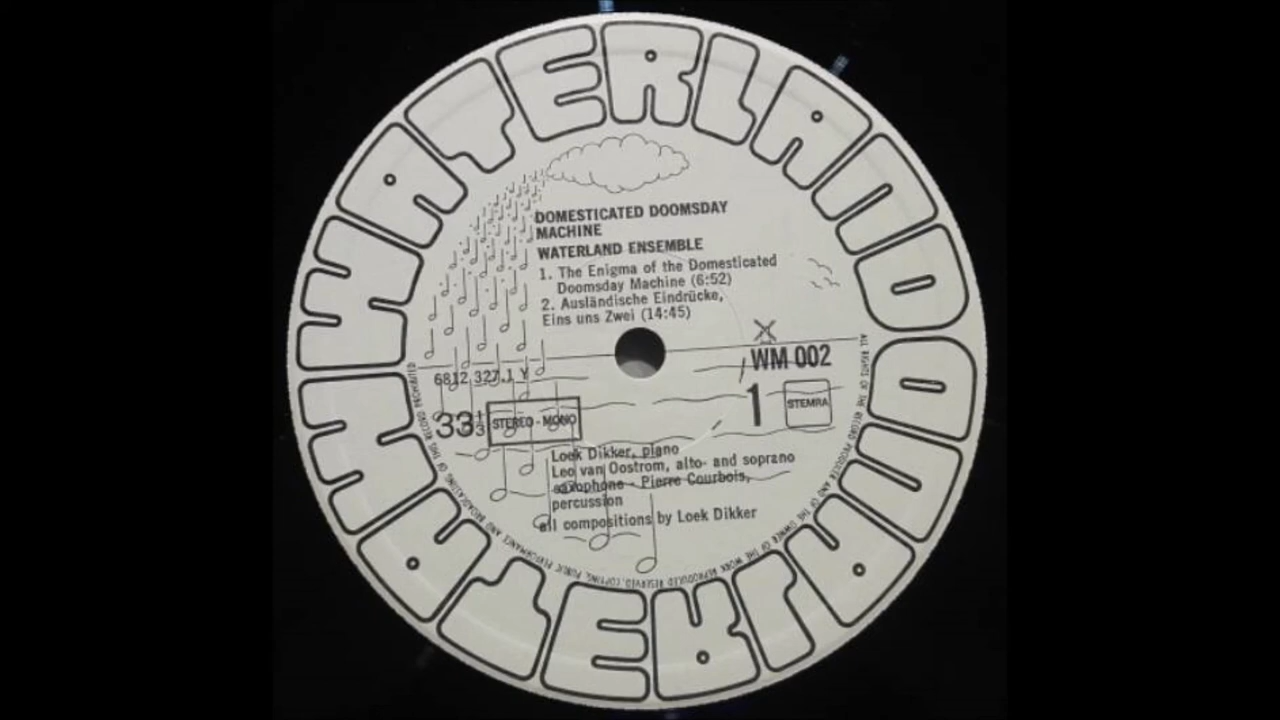 WATERLAND
DOMESTICATED DOOMSDAY
MACHINE
WATERLAND ENSEMBLE
1. The Enigma of the Domesticated
Doomsday Machine (6:52)
2. Ausländische Eindrücke,
Eins uns Zwei (14:45)
WM 002
6812 327.1 Y
33⅓ STEREO - MONO
1 STEMRA
Loek Dikker, piano
Leo van Oostrom, alto- and soprano
saxophone - Pierre Courbois,
percussion
all compositions by Loek Dikker
ALL RIGHTS OF THE RECORD PRODUCER AND OF THE OWNER OF THE WORK REPRODUCED RESERVED. COPYING, PUBLIC PERFORMANCE AND BROADCASTING, OF THIS RECORD PROHIBITED
WATERLAND